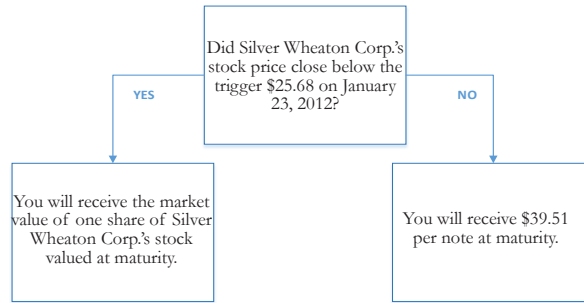 Did Silver Wheaton Corp.'s
stock price close below the
trigger $25.68 on January
23, 2012?
YES
NO
You will receive the market
value of one share of Silver
Wheaton Corp.'s stock
valued at maturity.
You will receive $39.51
per note at maturity.